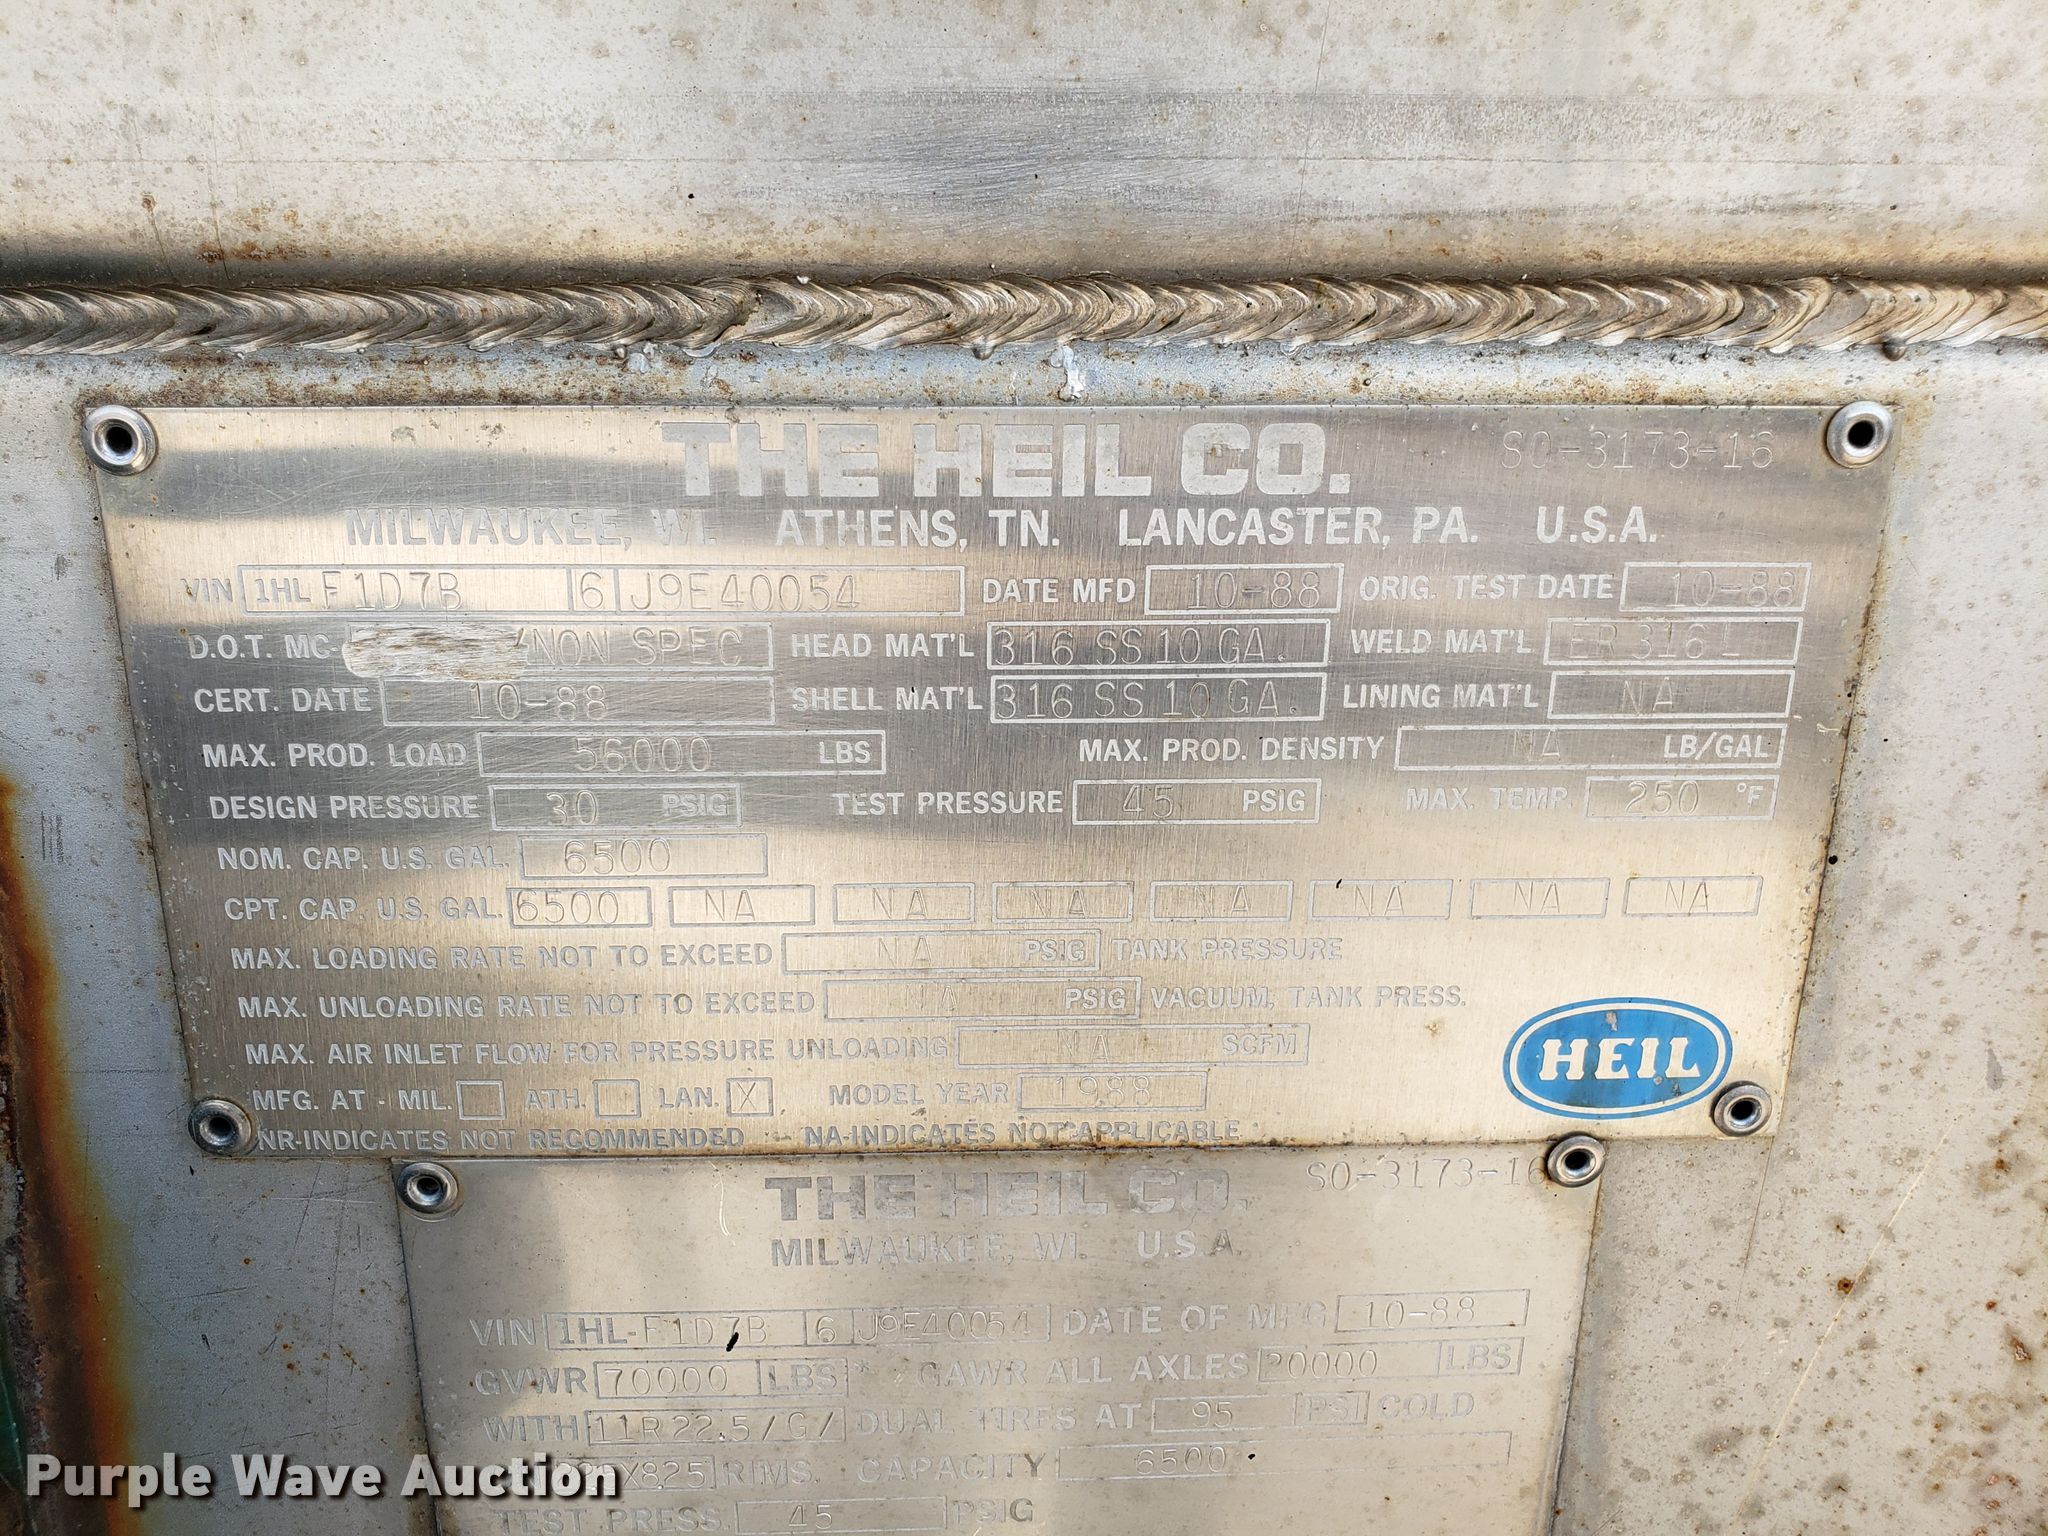 THE HEIL CO. SO-3173-16
MILWAUKEE, WI. ATHENS, TN. LANCASTER, PA. U.S.A.
VIN 1HL F1D7B 6 J9E40054 DATE MFD 10-88 ORIG. TEST DATE 10-88
D.O.T. MC- /NON SPEC HEAD MAT'L 316 SS 10 GA. WELD MAT'L ER 316 L
CERT. DATE 10-88 SHELL MAT'L 316 SS 10 GA. LINING MAT'L NA
MAX. PROD. LOAD 56000 LBS MAX. PROD. DENSITY NA LB/GAL
DESIGN PRESSURE 30 PSIG TEST PRESSURE 45 PSIG MAX. TEMP. 250 °F
NOM. CAP. U.S. GAL. 6500
CPT. CAP. U.S. GAL. 6500 NA NA NA NA NA NA NA
MAX. LOADING RATE NOT TO EXCEED NA PSIG TANK PRESSURE
MAX. UNLOADING RATE NOT TO EXCEED NA PSIG VACUUM, TANK PRESS.
MAX. AIR INLET FLOW FOR PRESSURE UNLOADING NA SCFM
MFG. AT - MIL. ATH. LAN. X MODEL YEAR 1988
HEIL
NR-INDICATES NOT RECOMMENDED - NA-INDICATES NOT APPLICABLE
THE HEIL CO. SO-3173-16
MILWAUKEE, WI. U.S.A.
VIN 1HL-F1D7B 6 J9E40054 DATE OF MFG 10-88
GVWR 70000 LBS * GAWR ALL AXLES 20000 LBS
WITH 11R22.5/G/ DUAL TIRES AT 95 PSI COLD
RIMS. CAPACITY 6500
TEST PRESS. 45 PSIG
Purple Wave Auction